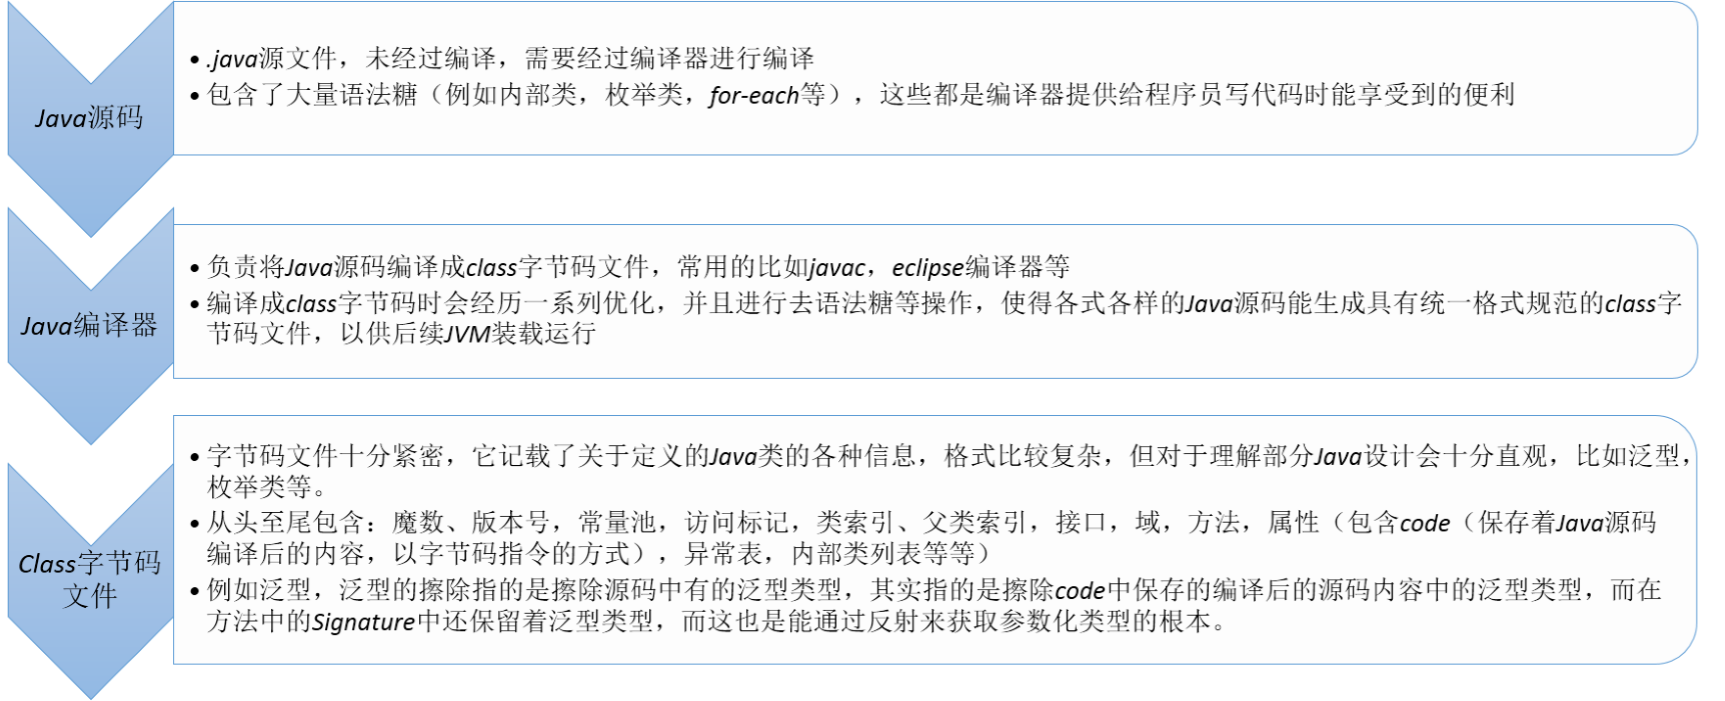 Java源码
• .java源文件，未经过编译，需要经过编译器进行编译
• 包含了大量语法糖（例如内部类，枚举类，for-each等），这些都是编译器提供给程序员写代码时能享受到的便利
Java编译器
• 负责将Java源码编译成class字节码文件，常用的比如javac，eclipse编译器等
• 编译成class字节码时会经历一系列优化，并且进行去语法糖等操作，使得各式各样的Java源码能生成具有统一格式规范的class字
节码文件，以供后续JVM装载运行
Class字节码
文件
• 字节码文件十分紧密，它记载了关于定义的Java类的各种信息，格式比较复杂，但对于理解部分Java设计会十分直观，比如泛型，
枚举类等。
• 从头至尾包含：魔数、版本号，常量池，访问标记，类索引、父类索引，接口，域，方法，属性（包含code（保存着Java源码
编译后的内容，以字节码指令的方式），异常表，内部类列表等等）
• 例如泛型，泛型的擦除指的是擦除源码中有的泛型类型，其实指的是擦除code中保存的编译后的源码内容中的泛型类型，而在
方法中的Signature中还保留着泛型类型，而这也是能通过反射来获取参数化类型的根本。